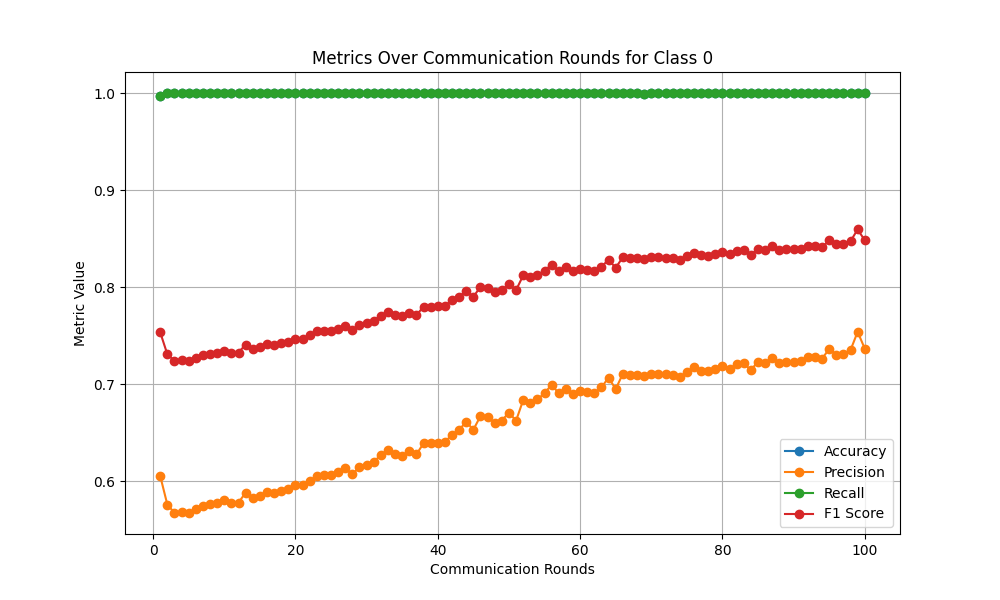 Metrics Over Communication Rounds for Class 0
Metric Value
1.0
0.9
0.8
0.7
0.6
0 20 40 60 80 100
Communication Rounds
Accuracy
Precision
Recall
F1 Score